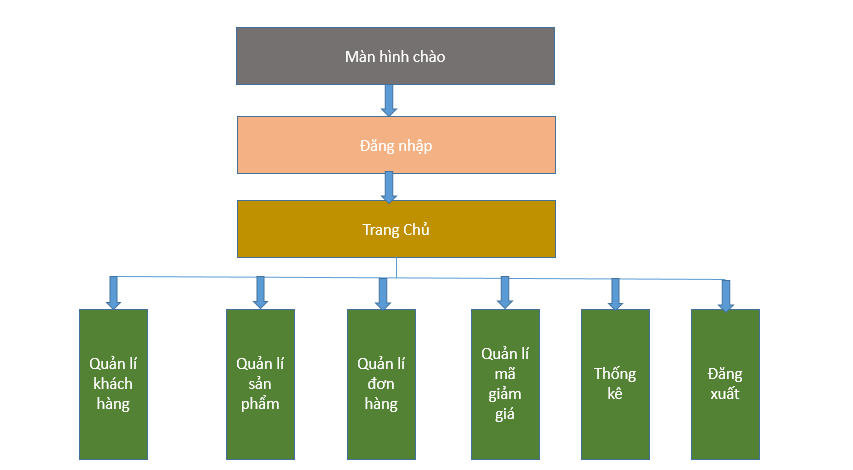 Màn hình chào
Đăng nhập
Trang Chủ
Quản lí
khách
hàng
Quản lí
sản
phẩm
Quản lí
đơn
hàng
Quản lí
mã
giảm
giá
Thống
kê
Đăng
xuất